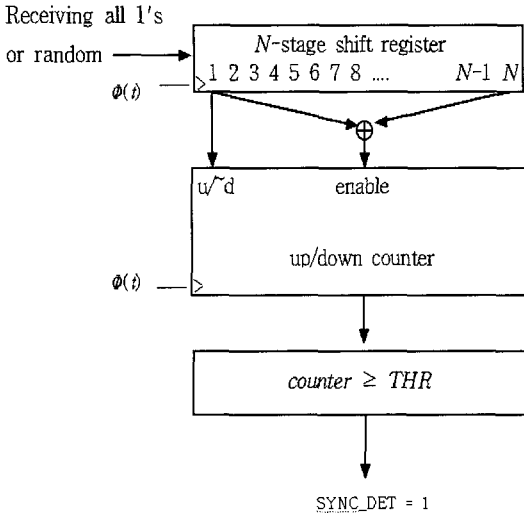 Receiving all 1's
or random
N-stage shift register
1 2 3 4 5 6 7 8 .... N-1 N
Φ(t)
u/~d enable
up/down counter
Φ(t)
counter ≥ THR
SYNC_DET = 1